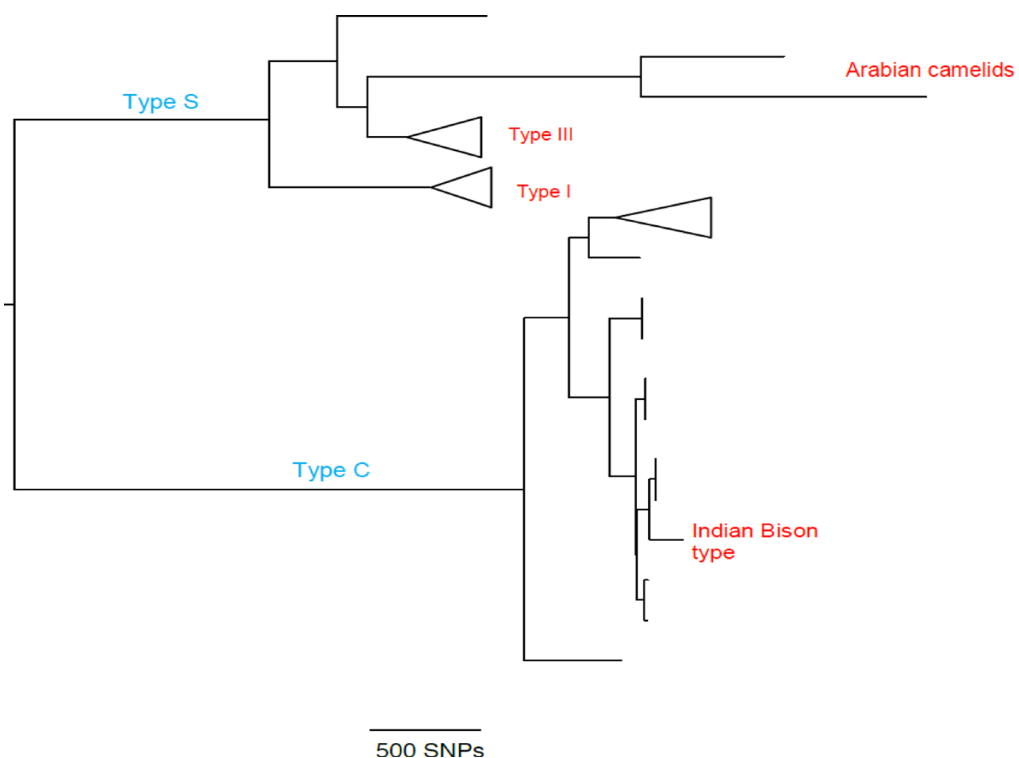 Arabian camelids
Type S
Type III
Type I
Type C
Indian Bison
type
500 SNPs